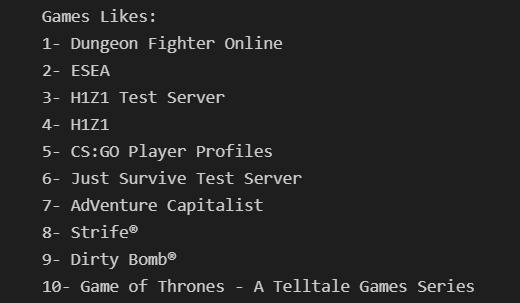 Games Likes:
1- Dungeon Fighter Online
2- ESEA
3- H1Z1 Test Server
4- H1Z1
5- CS:GO Player Profiles
6- Just Survive Test Server
7- AdVenture Capitalist
8- Strife®
9- Dirty Bomb®
10- Game of Thrones - A Telltale Games Series